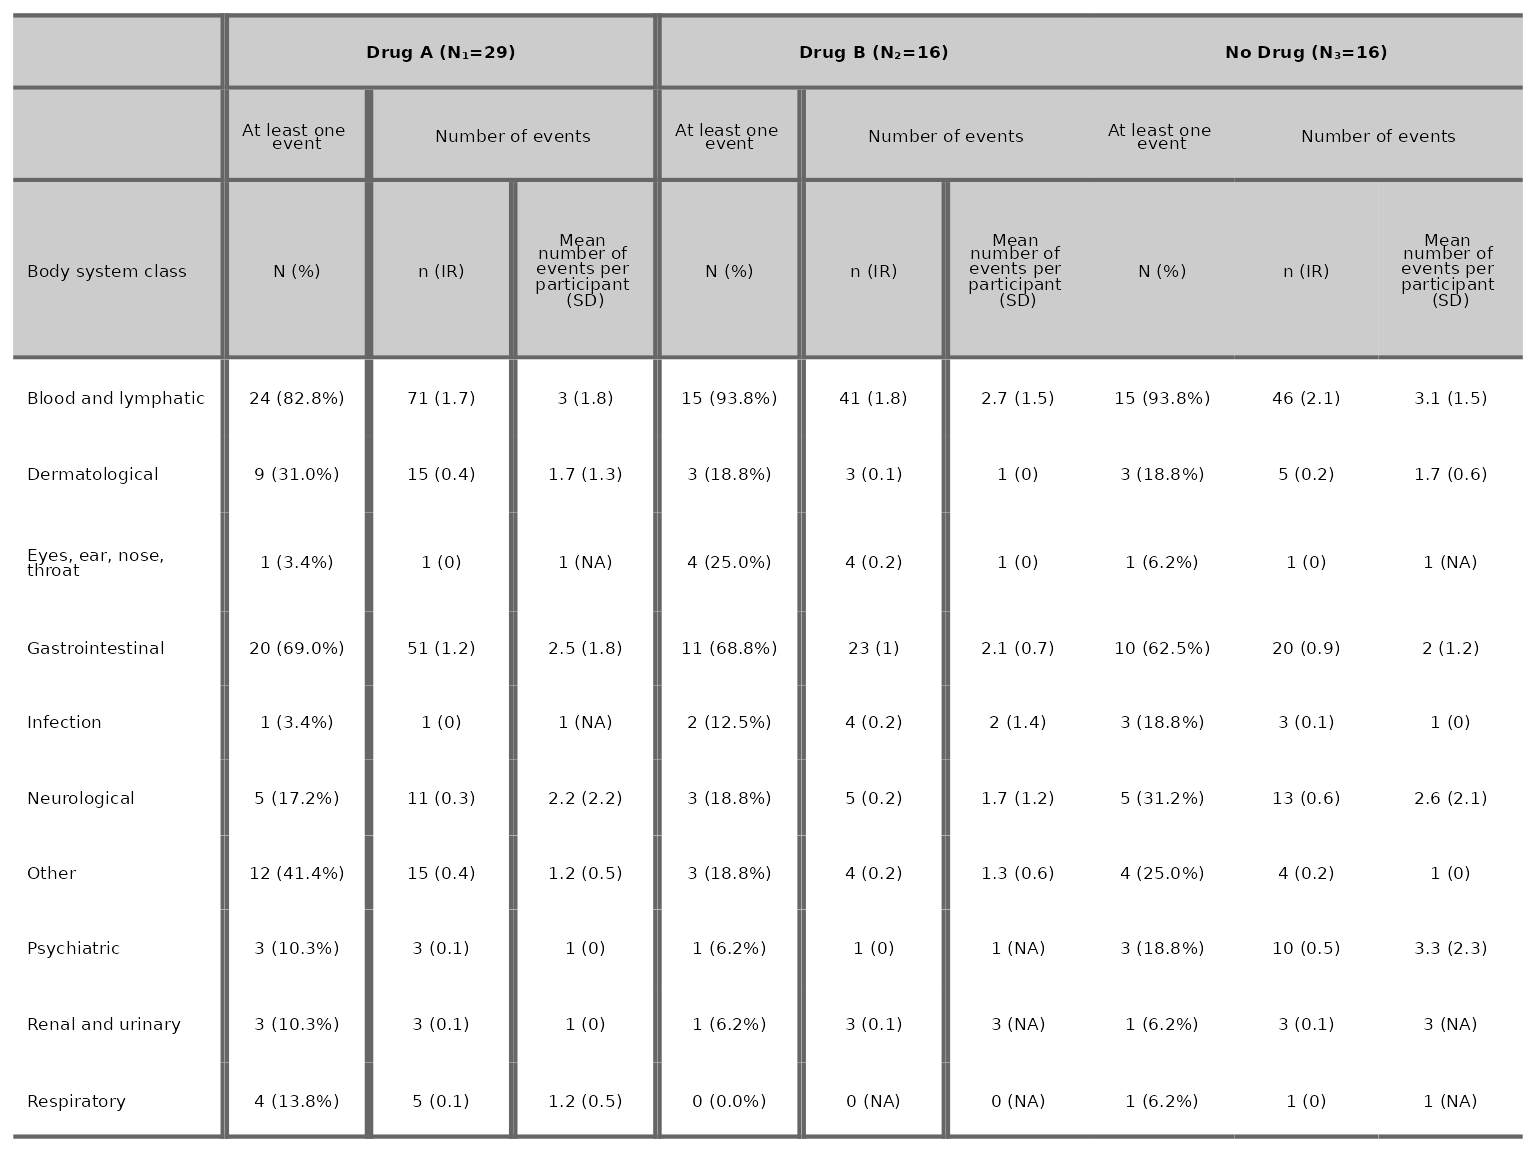 Drug A (N₁=29) Drug B (N₂=16) No Drug (N₃=16)
At least one event Number of events At least one event Number of events At least one event Number of events
Body system class N (%) n (IR) Mean number of events per participant (SD) N (%) n (IR) Mean number of events per participant (SD) N (%) n (IR) Mean number of events per participant (SD)
Blood and lymphatic 24 (82.8%) 71 (1.7) 3 (1.8) 15 (93.8%) 41 (1.8) 2.7 (1.5) 15 (93.8%) 46 (2.1) 3.1 (1.5)
Dermatological 9 (31.0%) 15 (0.4) 1.7 (1.3) 3 (18.8%) 3 (0.1) 1 (0) 3 (18.8%) 5 (0.2) 1.7 (0.6)
Eyes, ear, nose, throat 1 (3.4%) 1 (0) 1 (NA) 4 (25.0%) 4 (0.2) 1 (0) 1 (6.2%) 1 (0) 1 (NA)
Gastrointestinal 20 (69.0%) 51 (1.2) 2.5 (1.8) 11 (68.8%) 23 (1) 2.1 (0.7) 10 (62.5%) 20 (0.9) 2 (1.2)
Infection 1 (3.4%) 1 (0) 1 (NA) 2 (12.5%) 4 (0.2) 2 (1.4) 3 (18.8%) 3 (0.1) 1 (0)
Neurological 5 (17.2%) 11 (0.3) 2.2 (2.2) 3 (18.8%) 5 (0.2) 1.7 (1.2) 5 (31.2%) 13 (0.6) 2.6 (2.1)
Other 12 (41.4%) 15 (0.4) 1.2 (0.5) 3 (18.8%) 4 (0.2) 1.3 (0.6) 4 (25.0%) 4 (0.2) 1 (0)
Psychiatric 3 (10.3%) 3 (0.1) 1 (0) 1 (6.2%) 1 (0) 1 (NA) 3 (18.8%) 10 (0.5) 3.3 (2.3)
Renal and urinary 3 (10.3%) 3 (0.1) 1 (0) 1 (6.2%) 3 (0.1) 3 (NA) 1 (6.2%) 3 (0.1) 3 (NA)
Respiratory 4 (13.8%) 5 (0.1) 1.2 (0.5) 0 (0.0%) 0 (NA) 0 (NA) 1 (6.2%) 1 (0) 1 (NA)